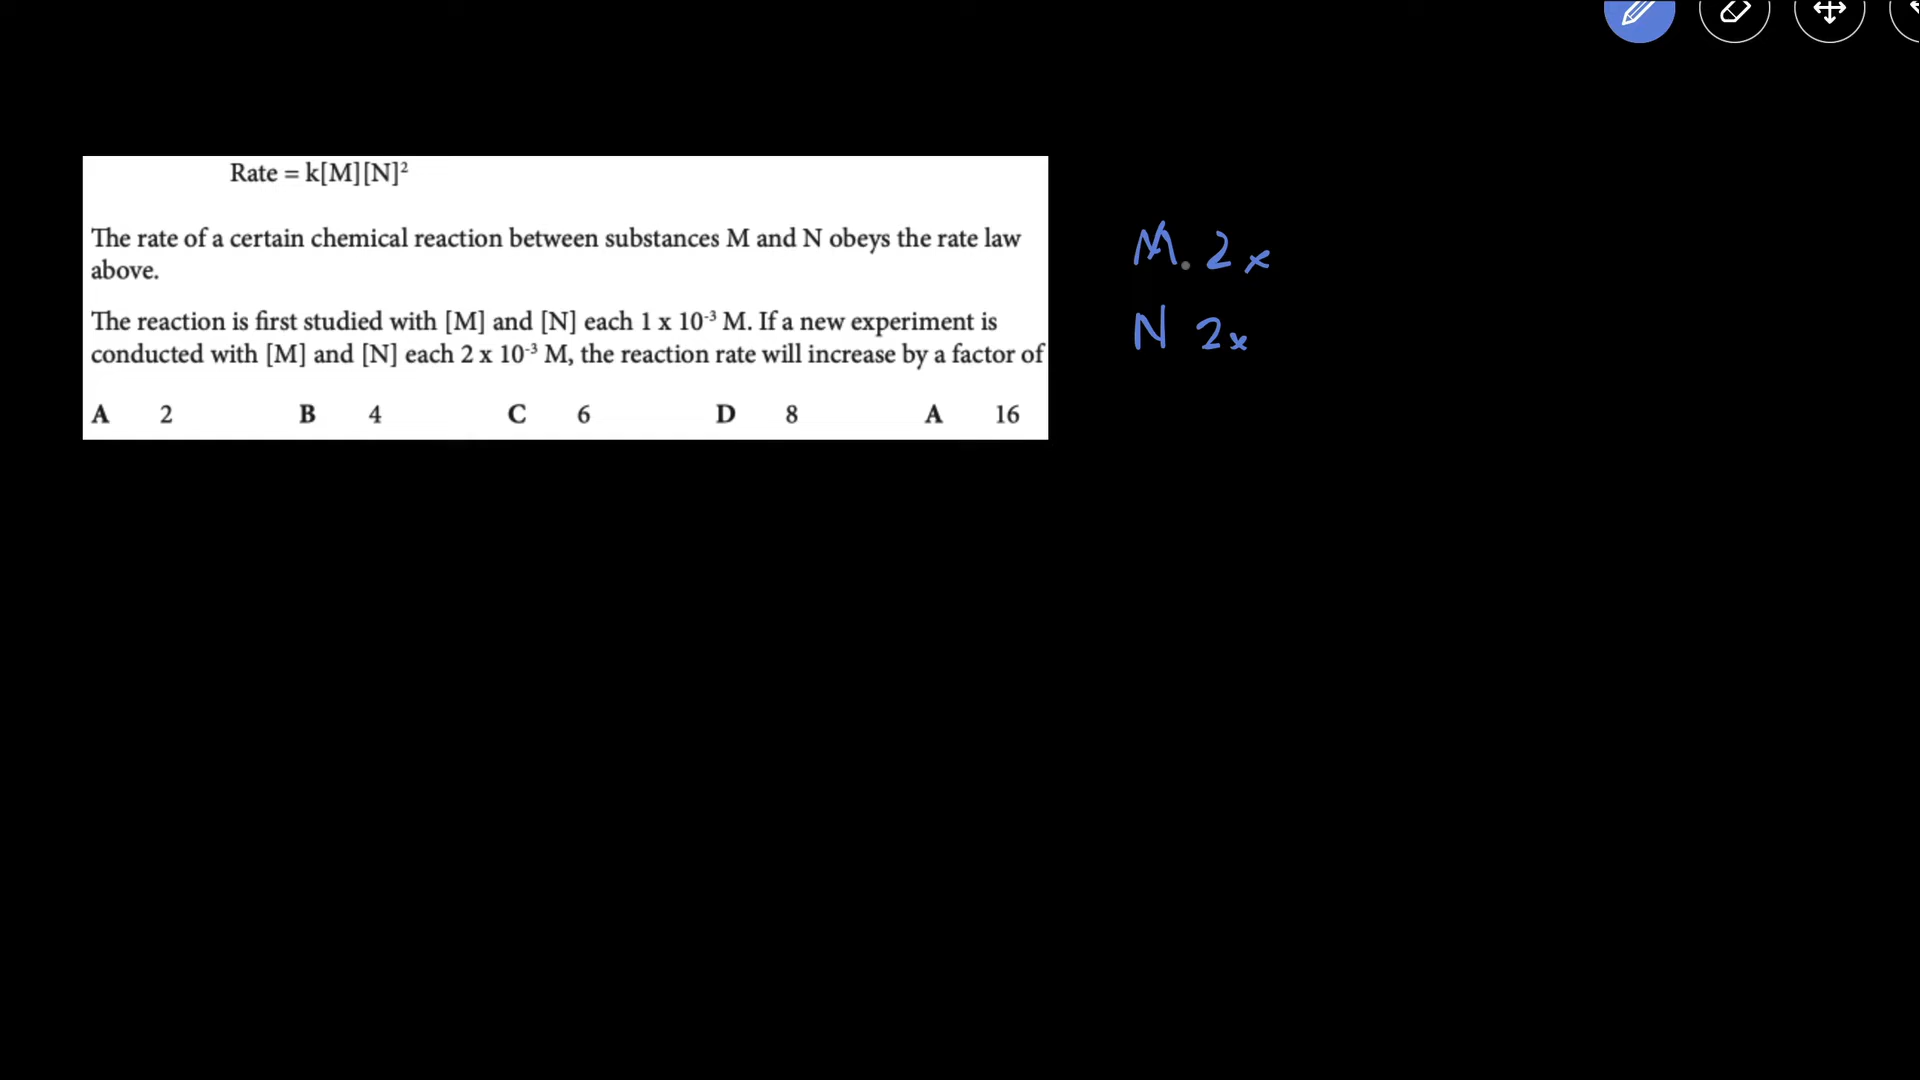 Rate = k[M][N]²
The rate of a certain chemical reaction between substances M and N obeys the rate law
above.
The reaction is first studied with [M] and [N] each 1 x 10⁻³ M. If a new experiment is
conducted with [M] and [N] each 2 x 10⁻³ M, the reaction rate will increase by a factor of
A 2 B 4 C 6 D 8 A 16
M. 2x
N 2x